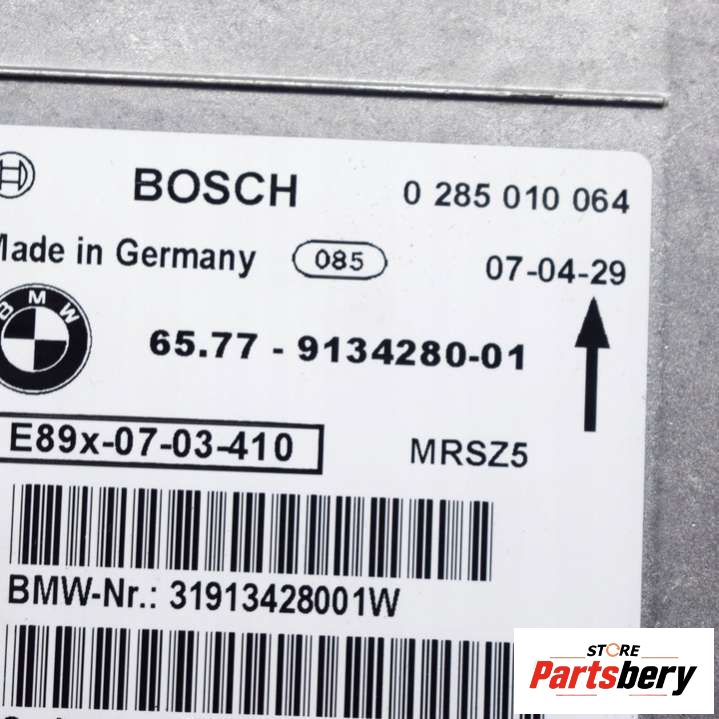 BOSCH 0 285 010 064
Made in Germany 085 07-04-29
BMW
65.77 - 9134280-01
E89x-07-03-410 MRSZ5
BMW-Nr.: 31913428001W
STORE
Partsbery